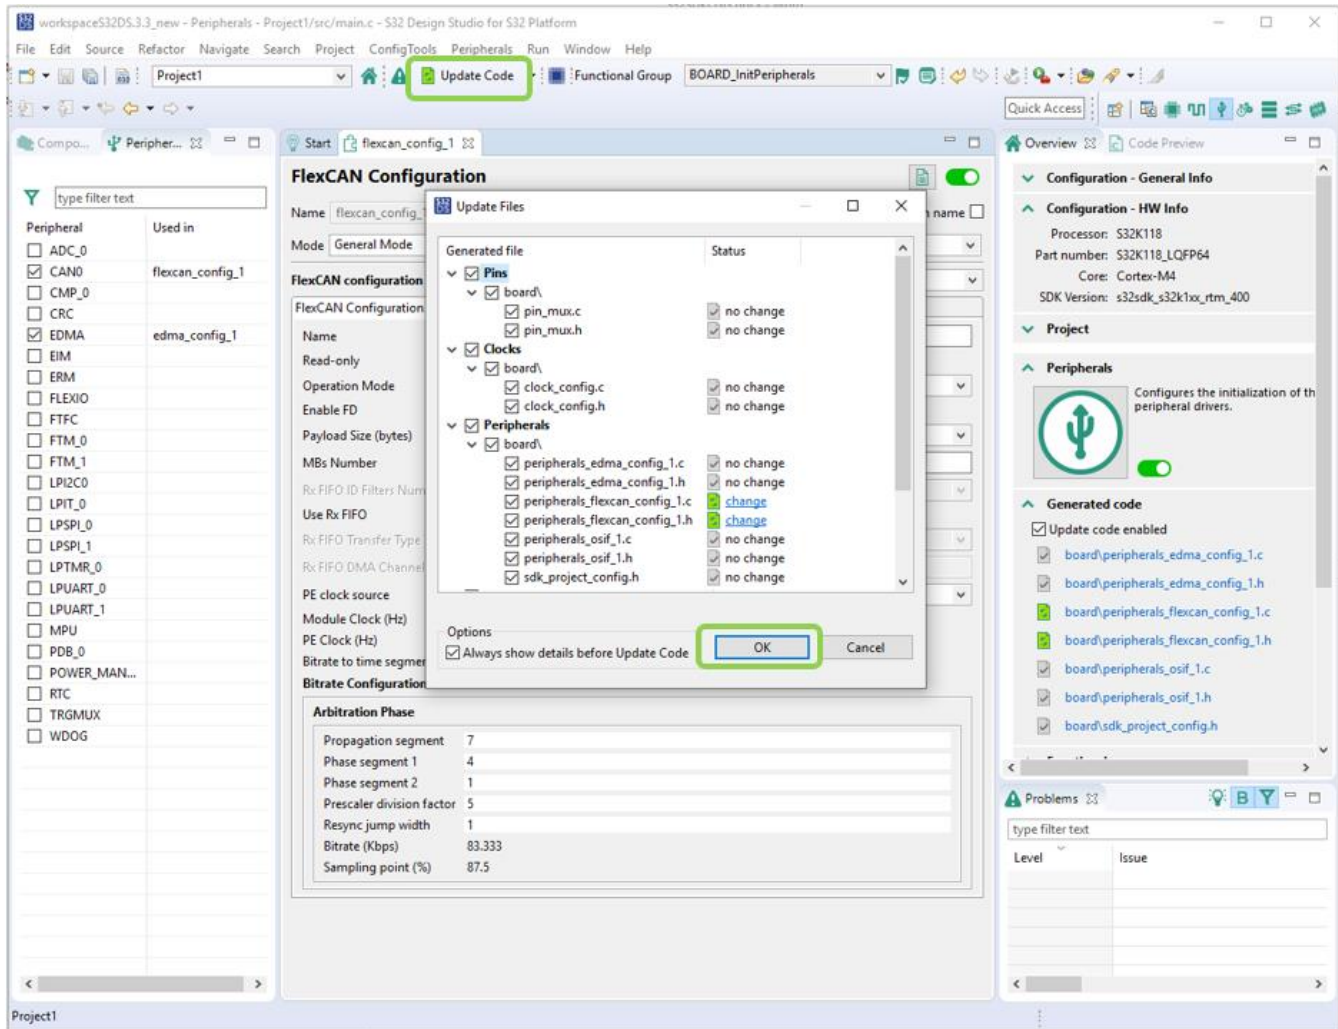 workspaceS32DS.3.3_new - Peripherals - Project1/src/main.c - S32 Design Studio for S32 Platform
File Edit Source Refactor Navigate Search Project ConfigTools Peripherals Run Window Help
Project1 Update Code Functional Group BOARD_InitPeripherals
Quick Access
Compo... Peripher...
type filter text
Peripheral Used in
ADC_0
CAN0 flexcan_config_1
CMP_0
CRC
EDMA edma_config_1
EIM
ERM
FLEXIO
FTFC
FTM_0
FTM_1
LPI2C0
LPIT_0
LPSPI_0
LPSPI_1
LPTMR_0
LPUART_0
LPUART_1
MPU
PDB_0
POWER_MAN...
RTC
TRGMUX
WDOG
Start flexcan_config_1
FlexCAN Configuration
Name flexcan_config_ name
Mode General Mode
FlexCAN configuration
FlexCAN Configuration
Name
Read-only
Operation Mode
Enable FD
Payload Size (bytes)
MBs Number
Rx FIFO ID Filters Num
Use Rx FIFO
Rx FIFO Transfer Type
Rx FIFO DMA Channel
PE clock source
Module Clock (Hz)
PE Clock (Hz)
Bitrate to time segmer
Bitrate Configuration
Arbitration Phase
Propagation segment 7
Phase segment 1 4
Phase segment 2 1
Prescaler division factor 5
Resync jump width 1
Bitrate (Kbps) 83.333
Sampling point (%) 87.5
Update Files
Generated file Status
Pins
board\
pin_mux.c no change
pin_mux.h no change
Clocks
board\
clock_config.c no change
clock_config.h no change
Peripherals
board\
peripherals_edma_config_1.c no change
peripherals_edma_config_1.h no change
peripherals_flexcan_config_1.c change
peripherals_flexcan_config_1.h change
peripherals_osif_1.c no change
peripherals_osif_1.h no change
sdk_project_config.h no change
Options
Always show details before Update Code
OK Cancel
Overview Code Preview
Configuration - General Info
Configuration - HW Info
Processor: S32K118
Part number: S32K118_LQFP64
Core: Cortex-M4
SDK Version: s32sdk_s32k1xx_rtm_400
Project
Peripherals
Configures the initialization of th
peripheral drivers.
Generated code
Update code enabled
board\peripherals_edma_config_1.c
board\peripherals_edma_config_1.h
board\peripherals_flexcan_config_1.c
board\peripherals_flexcan_config_1.h
board\peripherals_osif_1.c
board\peripherals_osif_1.h
board\sdk_project_config.h
Problems
type filter text
Level Issue
Project1